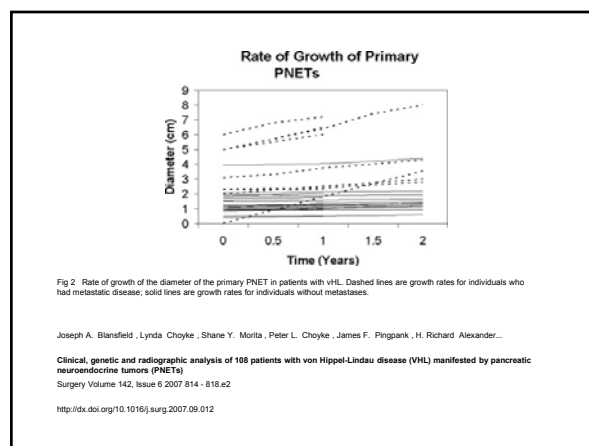 Rate of Growth of Primary
PNETs
9
8
7
6
5
4
3
2
1
0
Diameter (cm)
0 0.5 1 1.5 2
Time (Years)
Fig 2 Rate of growth of the diameter of the primary PNET in patients with vHL. Dashed lines are growth rates for individuals who
had metastatic disease; solid lines are growth rates for individuals without metastases.
Joseph A. Blansfield , Lynda Choyke , Shane Y. Morita , Peter L. Choyke , James F. Pingpank , H. Richard Alexander...
Clinical, genetic and radiographic analysis of 108 patients with von Hippel-Lindau disease (VHL) manifested by pancreatic
neuroendocrine tumors (PNETs)
Surgery Volume 142, Issue 6 2007 814 - 818.e2
http://dx.doi.org/10.1016/j.surg.2007.09.012